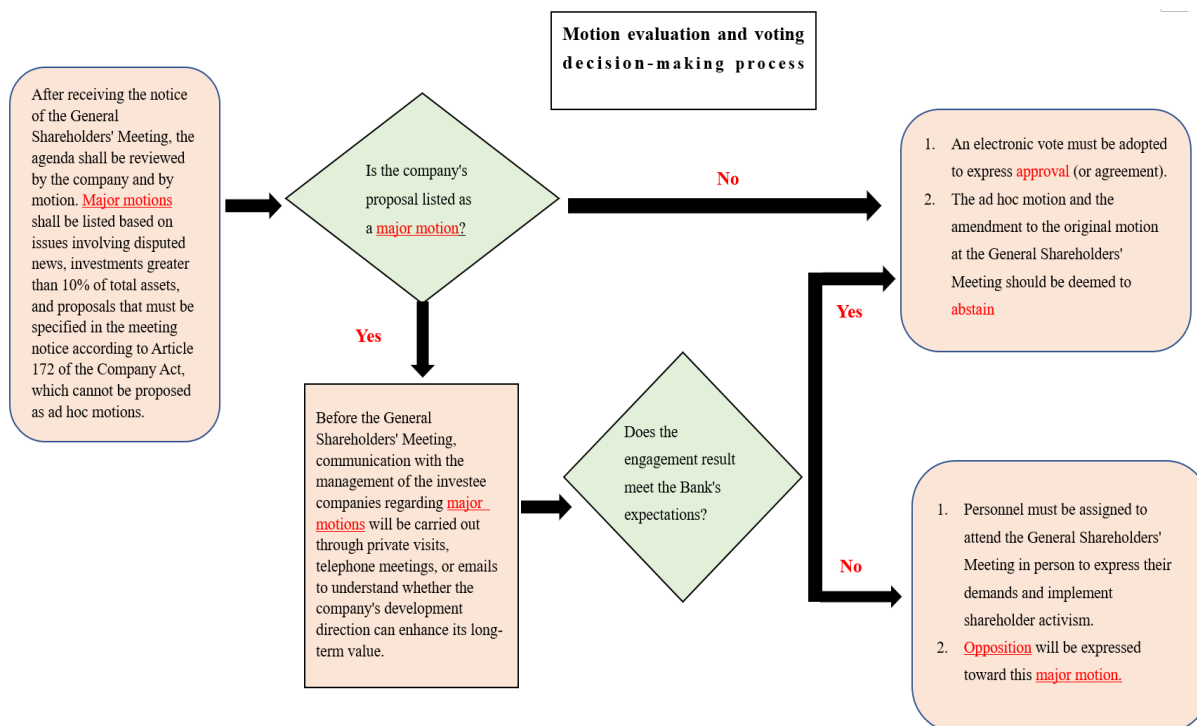 Motion evaluation and voting
decision-making process
After receiving the notice
of the General
Shareholders' Meeting, the
agenda shall be reviewed
by the company and by
motion. Major motions
shall be listed based on
issues involving disputed
news, investments greater
than 10% of total assets,
and proposals that must be
specified in the meeting
notice according to Article
172 of the Company Act,
which cannot be proposed
as ad hoc motions.
Is the company's
proposal listed as
a major motion?
No
Yes
1. An electronic vote must be adopted
to express approval (or agreement).
2. The ad hoc motion and the
amendment to the original motion
at the General Shareholders'
Meeting should be deemed to
abstain
Before the General
Shareholders' Meeting,
communication with the
management of the investee
companies regarding major
motions will be carried out
through private visits,
telephone meetings, or emails
to understand whether the
company's development
direction can enhance its long-
term value.
Does the
engagement result
meet the Bank's
expectations?
Yes
No
1. Personnel must be assigned to
attend the General Shareholders'
Meeting in person to express their
demands and implement
shareholder activism.
2. Opposition will be expressed
toward this major motion.